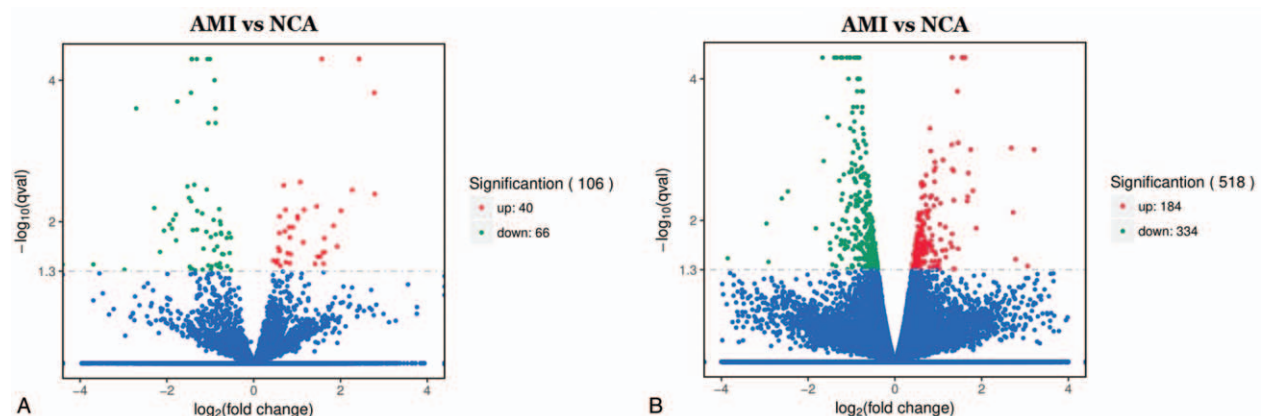 AMI vs NCA
−log10(qval)
4
2
1.3
−4
−2
0
2
4
log2(fold change)
Significantion ( 106 )
up: 40
down: 66
A
AMI vs NCA
−log10(qval)
4
2
1.3
−4
−2
0
2
4
log2(fold change)
Significantion ( 518 )
up: 184
down: 334
B